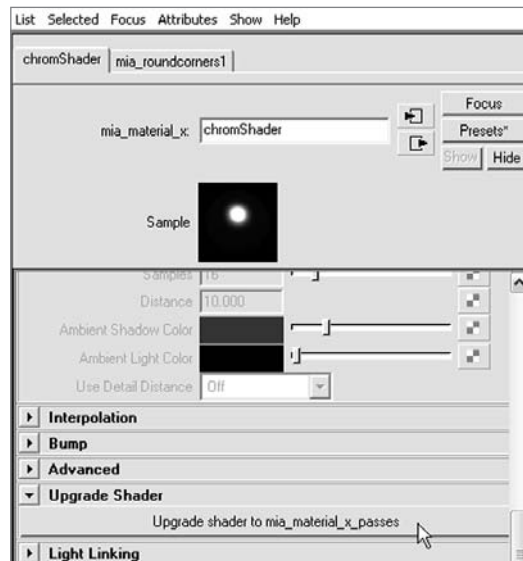 List Selected Focus Attributes Show Help
chromShader mia_roundcorners1
Focus
mia_material_x: chromShader Presets*
Show Hide
Sample
Samples 16
Distance 10.000
Ambient Shadow Color
Ambient Light Color
Use Detail Distance Off
Interpolation
Bump
Advanced
Upgrade Shader
Upgrade shader to mia_material_x_passes
Light Linking